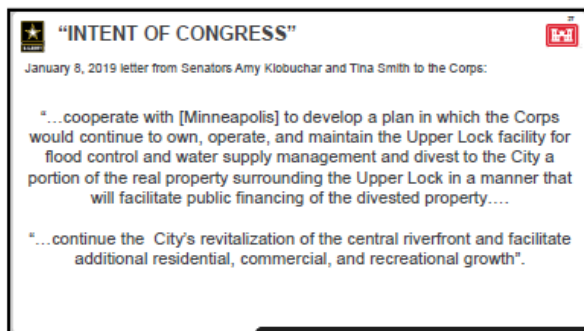 27
"INTENT OF CONGRESS"
January 8, 2019 letter from Senators Amy Klobuchar and Tina Smith to the Corps:
"…cooperate with [Minneapolis] to develop a plan in which the Corps
would continue to own, operate, and maintain the Upper Lock facility for
flood control and water supply management and divest to the City a
portion of the real property surrounding the Upper Lock in a manner that
will facilitate public financing of the divested property….
"…continue the  City's revitalization of the central riverfront and facilitate
additional residential, commercial, and recreational growth".